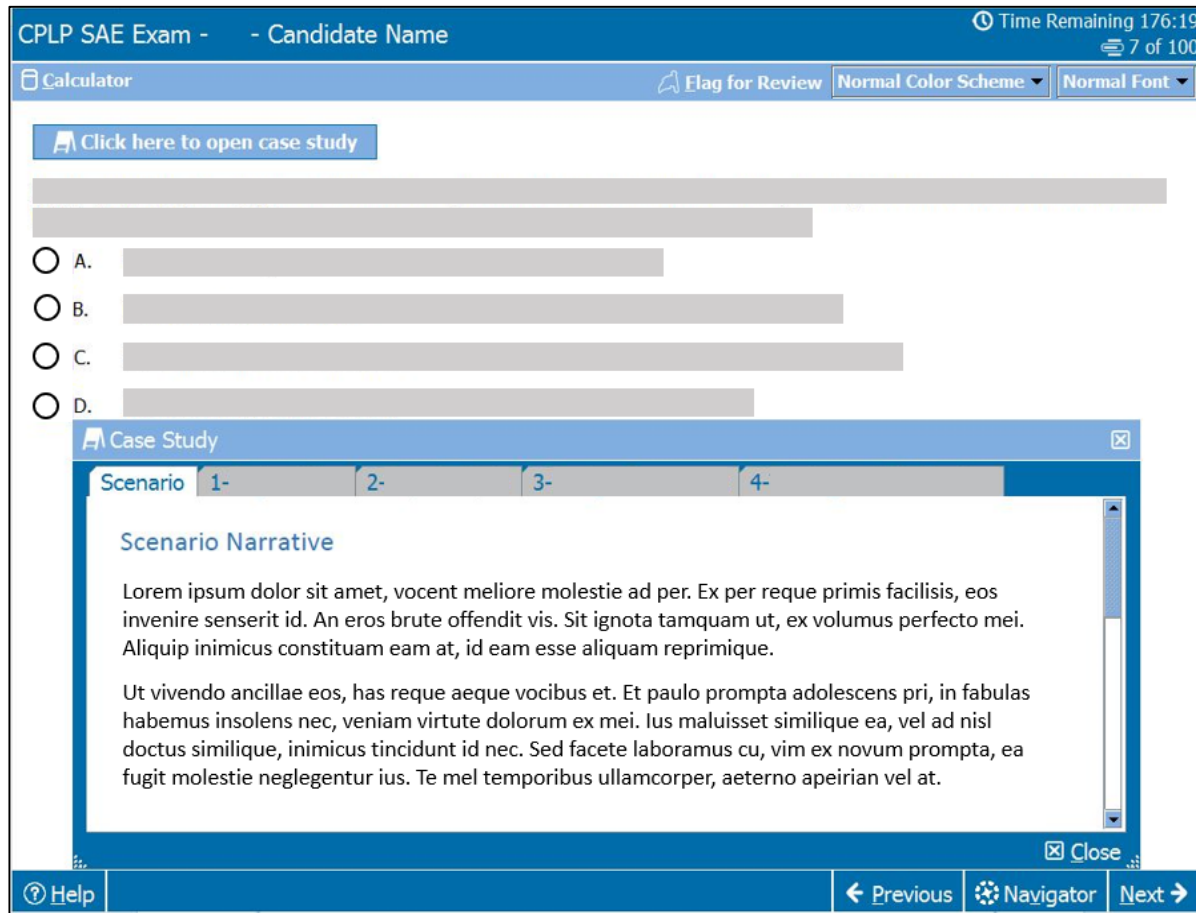 CPLP SAE Exam -      - Candidate Name
Time Remaining 176:19
7 of 100
Calculator
Flag for Review
Normal Color Scheme
Normal Font
Click here to open case study
A.
B.
C.
D.
Case Study
Scenario
1-
2-
3-
4-
Scenario Narrative
Lorem ipsum dolor sit amet, vocent meliore molestie ad per. Ex per reque primis facilisis, eos
invenire senserit id. An eros brute offendit vis. Sit ignota tamquam ut, ex volumus perfecto mei.
Aliquip inimicus constituam eam at, id eam esse aliquam reprimique.
Ut vivendo ancillae eos, has reque aeque vocibus et. Et paulo prompta adolescens pri, in fabulas
habemus insolens nec, veniam virtute dolorum ex mei. Ius maluisset similique ea, vel ad nisl
doctus similique, inimicus tincidunt id nec. Sed facete laboramus cu, vim ex novum prompta, ea
fugit molestie neglegentur ius. Te mel temporibus ullamcorper, aeterno apeirian vel at.
Close
Help
Previous
Navigator
Next